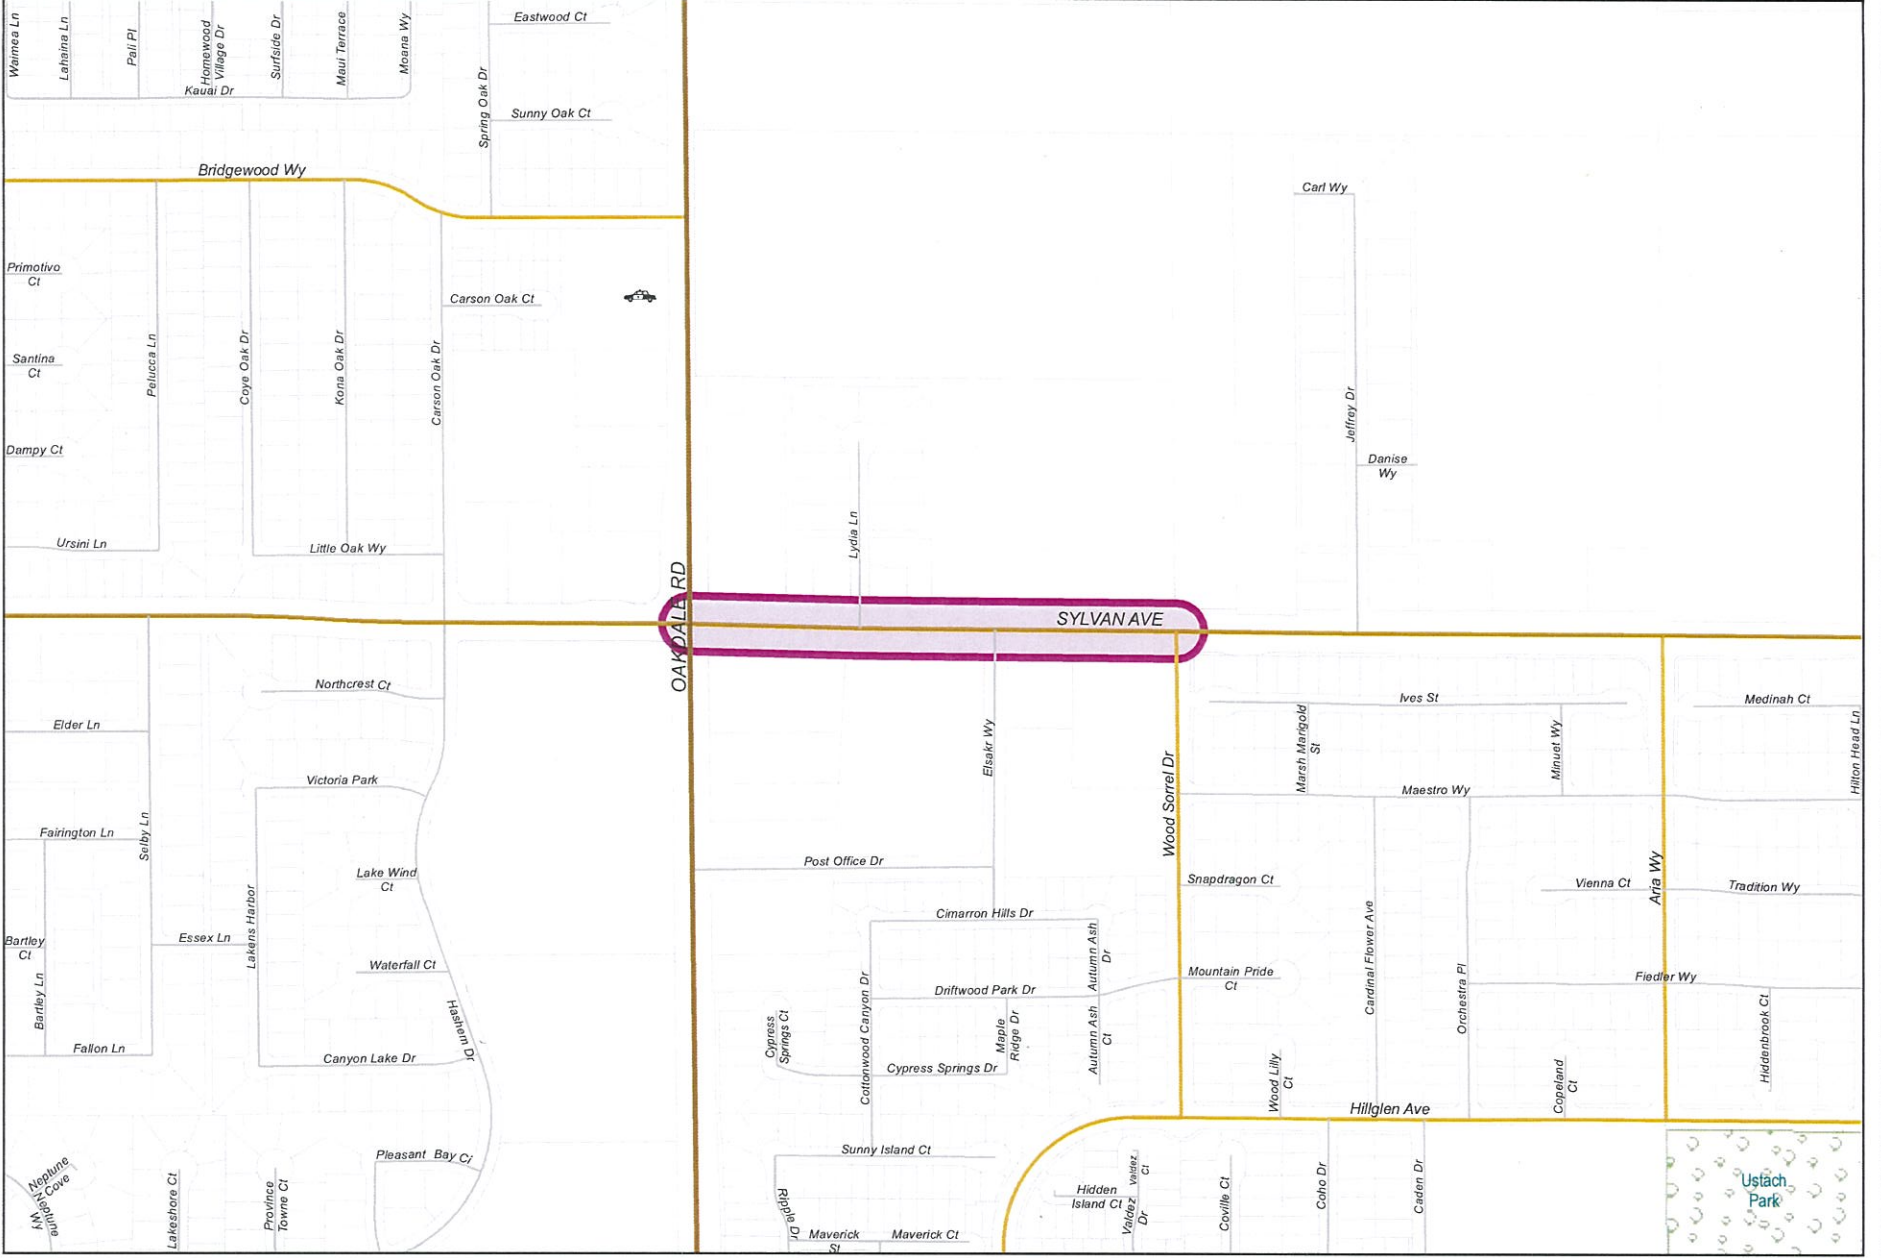 Waimea Ln
Lahaina Ln
Pali Pl
Homewood
Village Dr
Surfside Dr
Maui Terrace
Moana Wy
Eastwood Ct
Kauai Dr
Spring Oak Dr
Sunny Oak Ct
Bridgewood Wy
Carl Wy
Primotivo
Ct
Carson Oak Ct
Santina
Ct
Pelucca Ln
Coye Oak Dr
Kona Oak Dr
Carson Oak Dr
Jeffrey Dr
Dampy Ct
Danise
Wy
Ursini Ln
Little Oak Wy
Lydia Ln
OAKDALE RD
SYLVAN AVE
Northcrest Ct
Elder Ln
Ives St
Medinah Ct
Elsakr Wy
Marsh Marigold
St
Minuet Wy
Hilton Head Ln
Victoria Park
Wood Sorrel Dr
Maestro Wy
Fairington Ln
Selby Ln
Post Office Dr
Lake Wind
Ct
Snapdragon Ct
Aria Wy
Vienna Ct
Tradition Wy
Lakens Harbor
Cimarron Hills Dr
Cardinal Flower Ave
Bartley
Ct
Essex Ln
Autumn Ash
Dr
Waterfall Ct
Mountain Pride
Ct
Fiedler Wy
Bartley Ln
Driftwood Park Dr
Cottonwood Canyon Dr
Orchestra Pl
Hashem Dr
Cypress
Springs Ct
Maple
Ridge Dr
Autumn Ash
Ct
Hiddenbrook Ct
Fallon Ln
Canyon Lake Dr
Cypress Springs Dr
Wood Lilly
Ct
Copeland
Ct
Hillglen Ave
Pleasant Bay Ci
Sunny Island Ct
Neptune
Cove
Neptune
Wy
Lakeshore Ct
Province
Towne Ct
Ripple Dr
Hidden
Island Ct
Valdez
Ct
Valdez
Dr
Coville Ct
Coho Dr
Caden Dr
Ustach
Park
Maverick
St
Maverick Ct